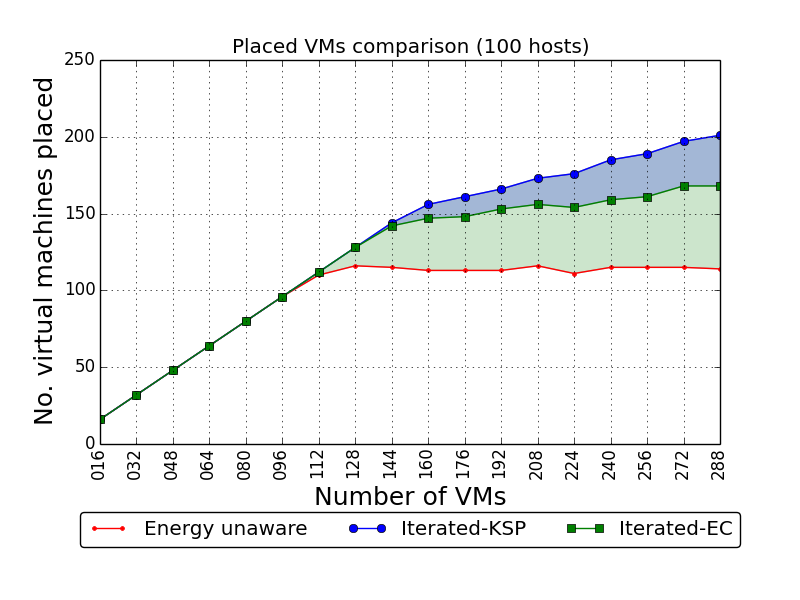 Placed VMs comparison (100 hosts)
No. virtual machines placed
250
200
150
100
50
0
016 032 048 064 080 096 112 128 144 160 176 192 208 224 240 256 272 288
Number of VMs
Energy unaware Iterated-KSP Iterated-EC